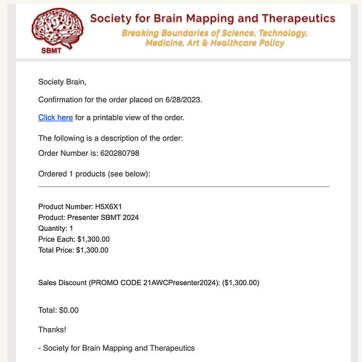 Society for Brain Mapping and Therapeutics
Breaking Boundaries of Science, Technology,
Medicine, Art & Healthcare Policy
SBMT
Society Brain,
Confirmation for the order placed on 6/28/2023.
Click here for a printable view of the order.
The following is a description of the order:
Order Number is: 620280798
Ordered 1 products (see below):
Product Number: H5X6X1
Product: Presenter SBMT 2024
Quantity: 1
Price Each: $1,300.00
Total Price: $1,300.00
Sales Discount (PROMO CODE 21AWCPresenter2024): ($1,300.00)
Total: $0.00
Thanks!
- Society for Brain Mapping and Therapeutics